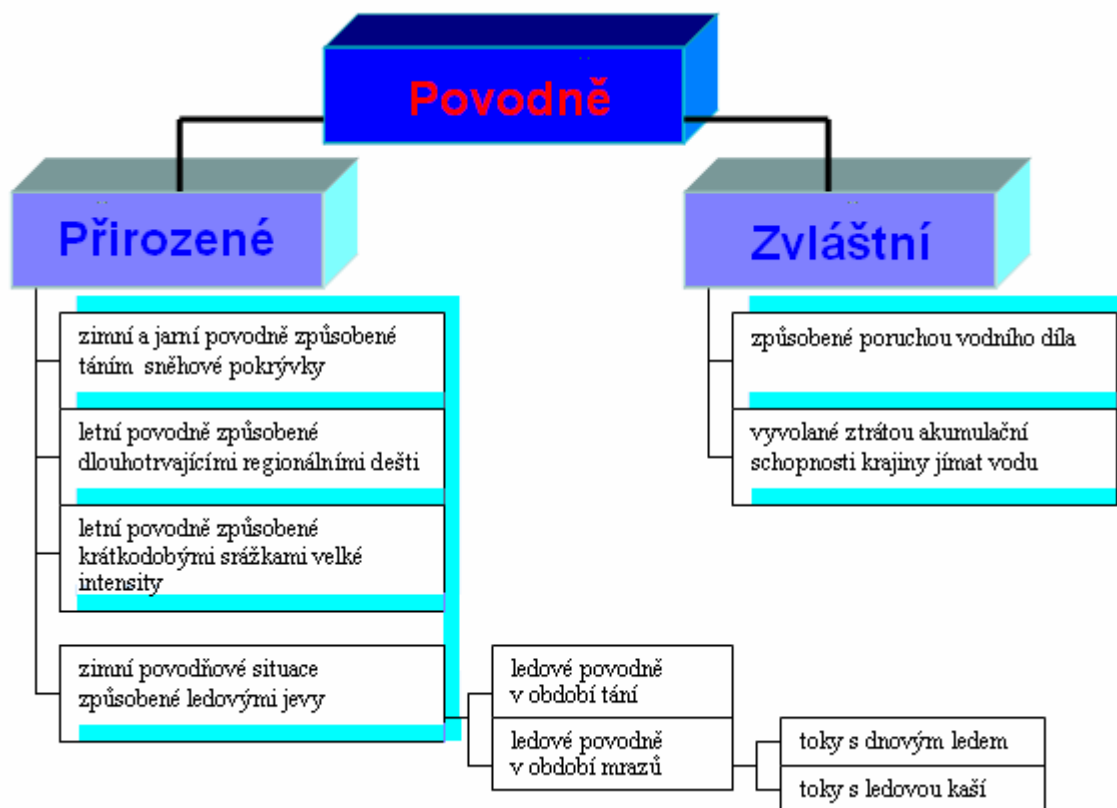 Povodně
Přirozené
Zvláštní
zimní a jarní povodně způsobené
táním sněhové pokrývky
letní povodně způsobené
dlouhotrvajícími regionálními dešti
letní povodně způsobené
krátkodobými srážkami velké
intensity
zimní povodňové situace
způsobené ledovými jevy
ledové povodně
v období tání
ledové povodně
v období mrazů
toky s dnovým ledem
toky s ledovou kaší
způsobené poruchou vodního díla
vyvolané ztrátou akumulační
schopnosti krajiny jímat vodu